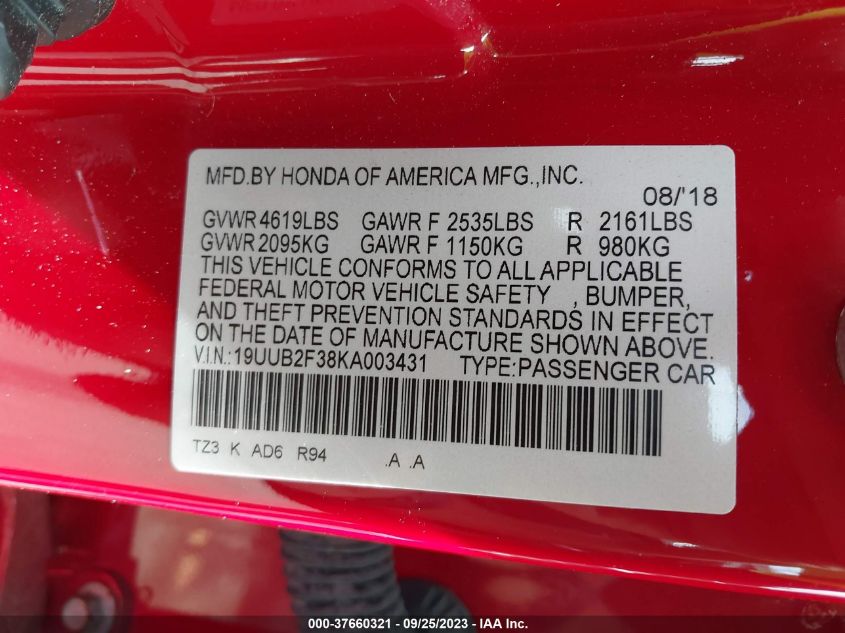 MFD.BY HONDA OF AMERICA MFG.,INC.
08/'18
GVWR 4619LBS GAWR F 2535LBS R 2161LBS
GVWR 2095KG GAWR F 1150KG R 980KG
THIS VEHICLE CONFORMS TO ALL APPLICABLE
FEDERAL MOTOR VEHICLE SAFETY , BUMPER,
AND THEFT PREVENTION STANDARDS IN EFFECT
ON THE DATE OF MANUFACTURE SHOWN ABOVE.
V.I.N.:19UUB2F38KA003431 TYPE:PASSENGER CAR
TZ3 K AD6 R94 .A .A
000-37660321 - 09/25/2023 - IAA Inc.